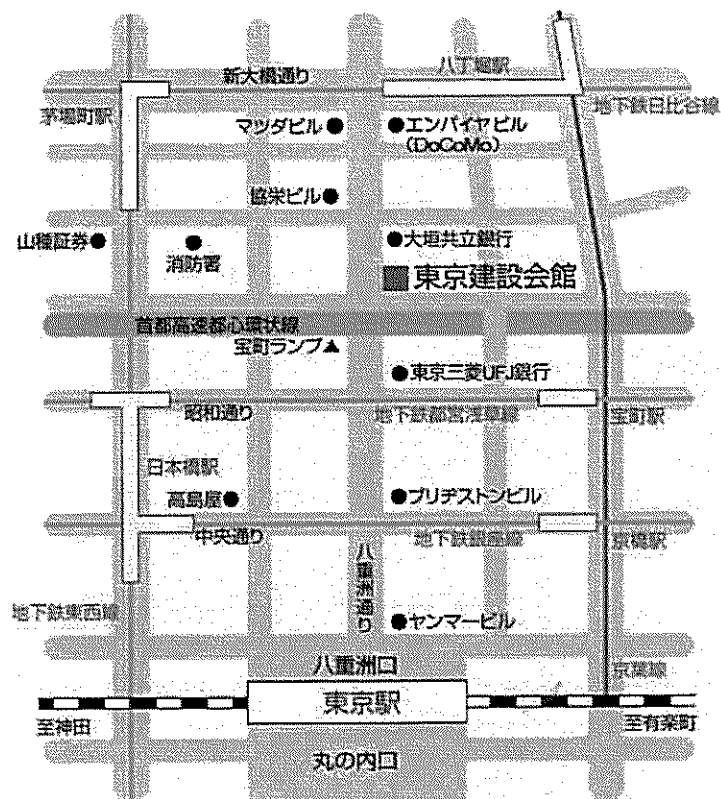 新大橋通り
八丁堀駅
茅場町駅
地下鉄日比谷線
マツダビル
エンパイヤビル
(DoCoMo)
協栄ビル
山種証券
消防署
大垣共立銀行
東京建設会館
首都高速都心環状線
宝町ランプ
東京三菱UFJ銀行
昭和通り
地下鉄都営浅草線
宝町駅
日本橋駅
高島屋
ブリヂストンビル
中央通り
地下鉄銀座線
京橋駅
八重洲通り
地下鉄東西線
ヤンマービル
八重洲口
京葉線
東京駅
至神田
至有楽町
丸の内口